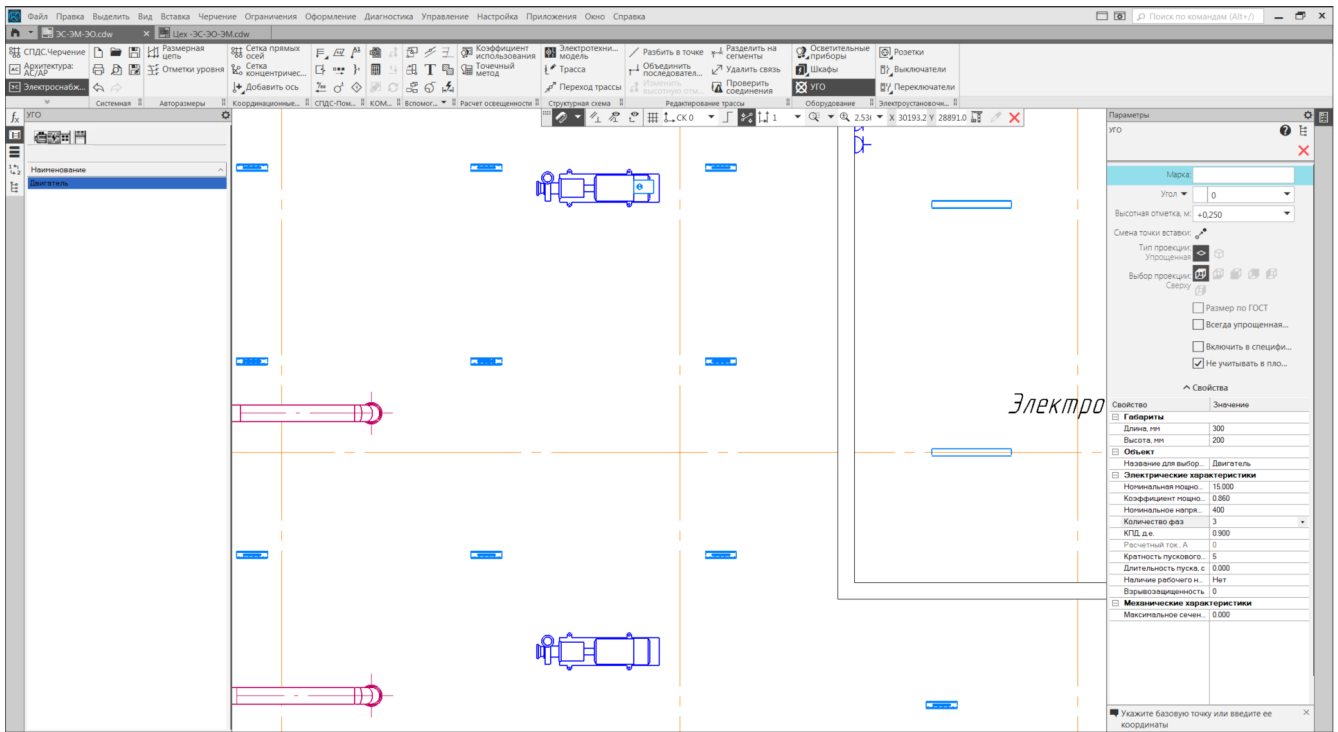 Файл Правка Выделить Вид Вставка Черчение Ограничения Оформление Диагностика Управление Настройка Приложения Окно Справка
Поиск по командам (Alt+/)
ЭС-ЭМ-ЭО.cdw
Цех -ЭС-ЭО-ЭМ.cdw
СПДС.Черчение
Архитектура: АС/АР
Электроснабж...
Системная
Размерная цепь
Отметки уровня
Авторазмеры
Сетка прямых осей
Сетка концентричес...
Добавить ось
Координационные...
СПДС-Пом...
КОМ...
Вспомог...
Коэффициент использования
Точечный метод
Расчет освещенности
Электротехни... модель
Трасса
Переход трассы
Структурная схема
Разбить в точке
Объединить последовател...
Изменить высотную отм...
Разделить на сегменты
Удалить связь
Проверить соединения
Редактирование трассы
Осветительные приборы
Шкафы
УГО
Оборудование
Розетки
Выключатели
Переключатели
Электроустановочн...
УГО
Наименование
Двигатель
СК 0
1
X 30193.2 Y 28891.0
Электро
Параметры
УГО
Марка:
Угол
0
Высотная отметка, м:
+0,250
Смена точки вставки:
Тип проекции:
Упрощенная
Выбор проекции:
Сверху
Размер по ГОСТ
Всегда упрощенная...
Включить в специфи...
Не учитывать в пло...
Свойства
Свойство Значение
Габариты
Длина, мм 300
Высота, мм 200
Объект
Название для выбор... Двигатель
Электрические характеристики
Номинальная мощно... 15.000
Коэффициент мощно... 0.860
Номинальное напря... 400
Количество фаз 3
КПД, д.е. 0.900
Расчетный ток, А 0
Кратность пускового... 5
Длительность пуска, с 0.000
Наличие рабочего н... Нет
Взрывозащищенность 0
Механические характеристики
Максимальное сечен... 0.000
Укажите базовую точку или введите ее
координаты